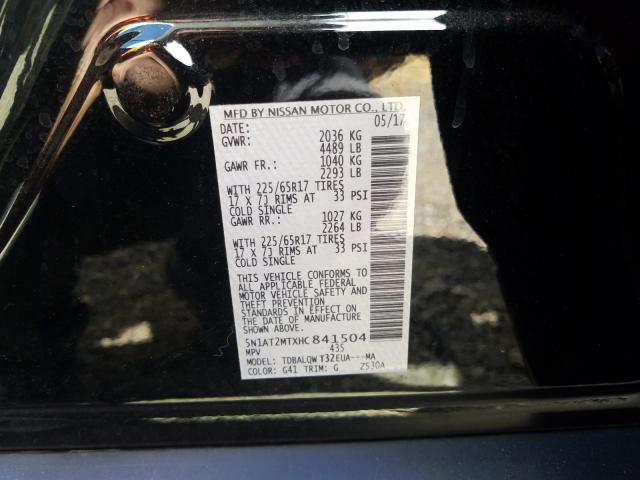 MFD BY NISSAN MOTOR CO., LTD.
DATE: 05/17
GVWR: 2036 KG
4489 LB
GAWR FR.: 1040 KG
2293 LB
WITH 225/65R17 TIRES
17 X 7J RIMS AT 33 PSI
COLD SINGLE
GAWR RR.: 1027 KG
2264 LB
WITH 225/65R17 TIRES
17 X 7J RIMS AT 33 PSI
COLD SINGLE
THIS VEHICLE CONFORMS TO
ALL APPLICABLE FEDERAL
MOTOR VEHICLE SAFETY AND
THEFT PREVENTION
STANDARDS IN EFFECT ON
THE DATE OF MANUFACTURE
SHOWN ABOVE.
5N1AT2MTXHC841504
MPV 435
MODEL: TDBALQW T32EUA---MA
COLOR: G41 TRIM: G ZS30A